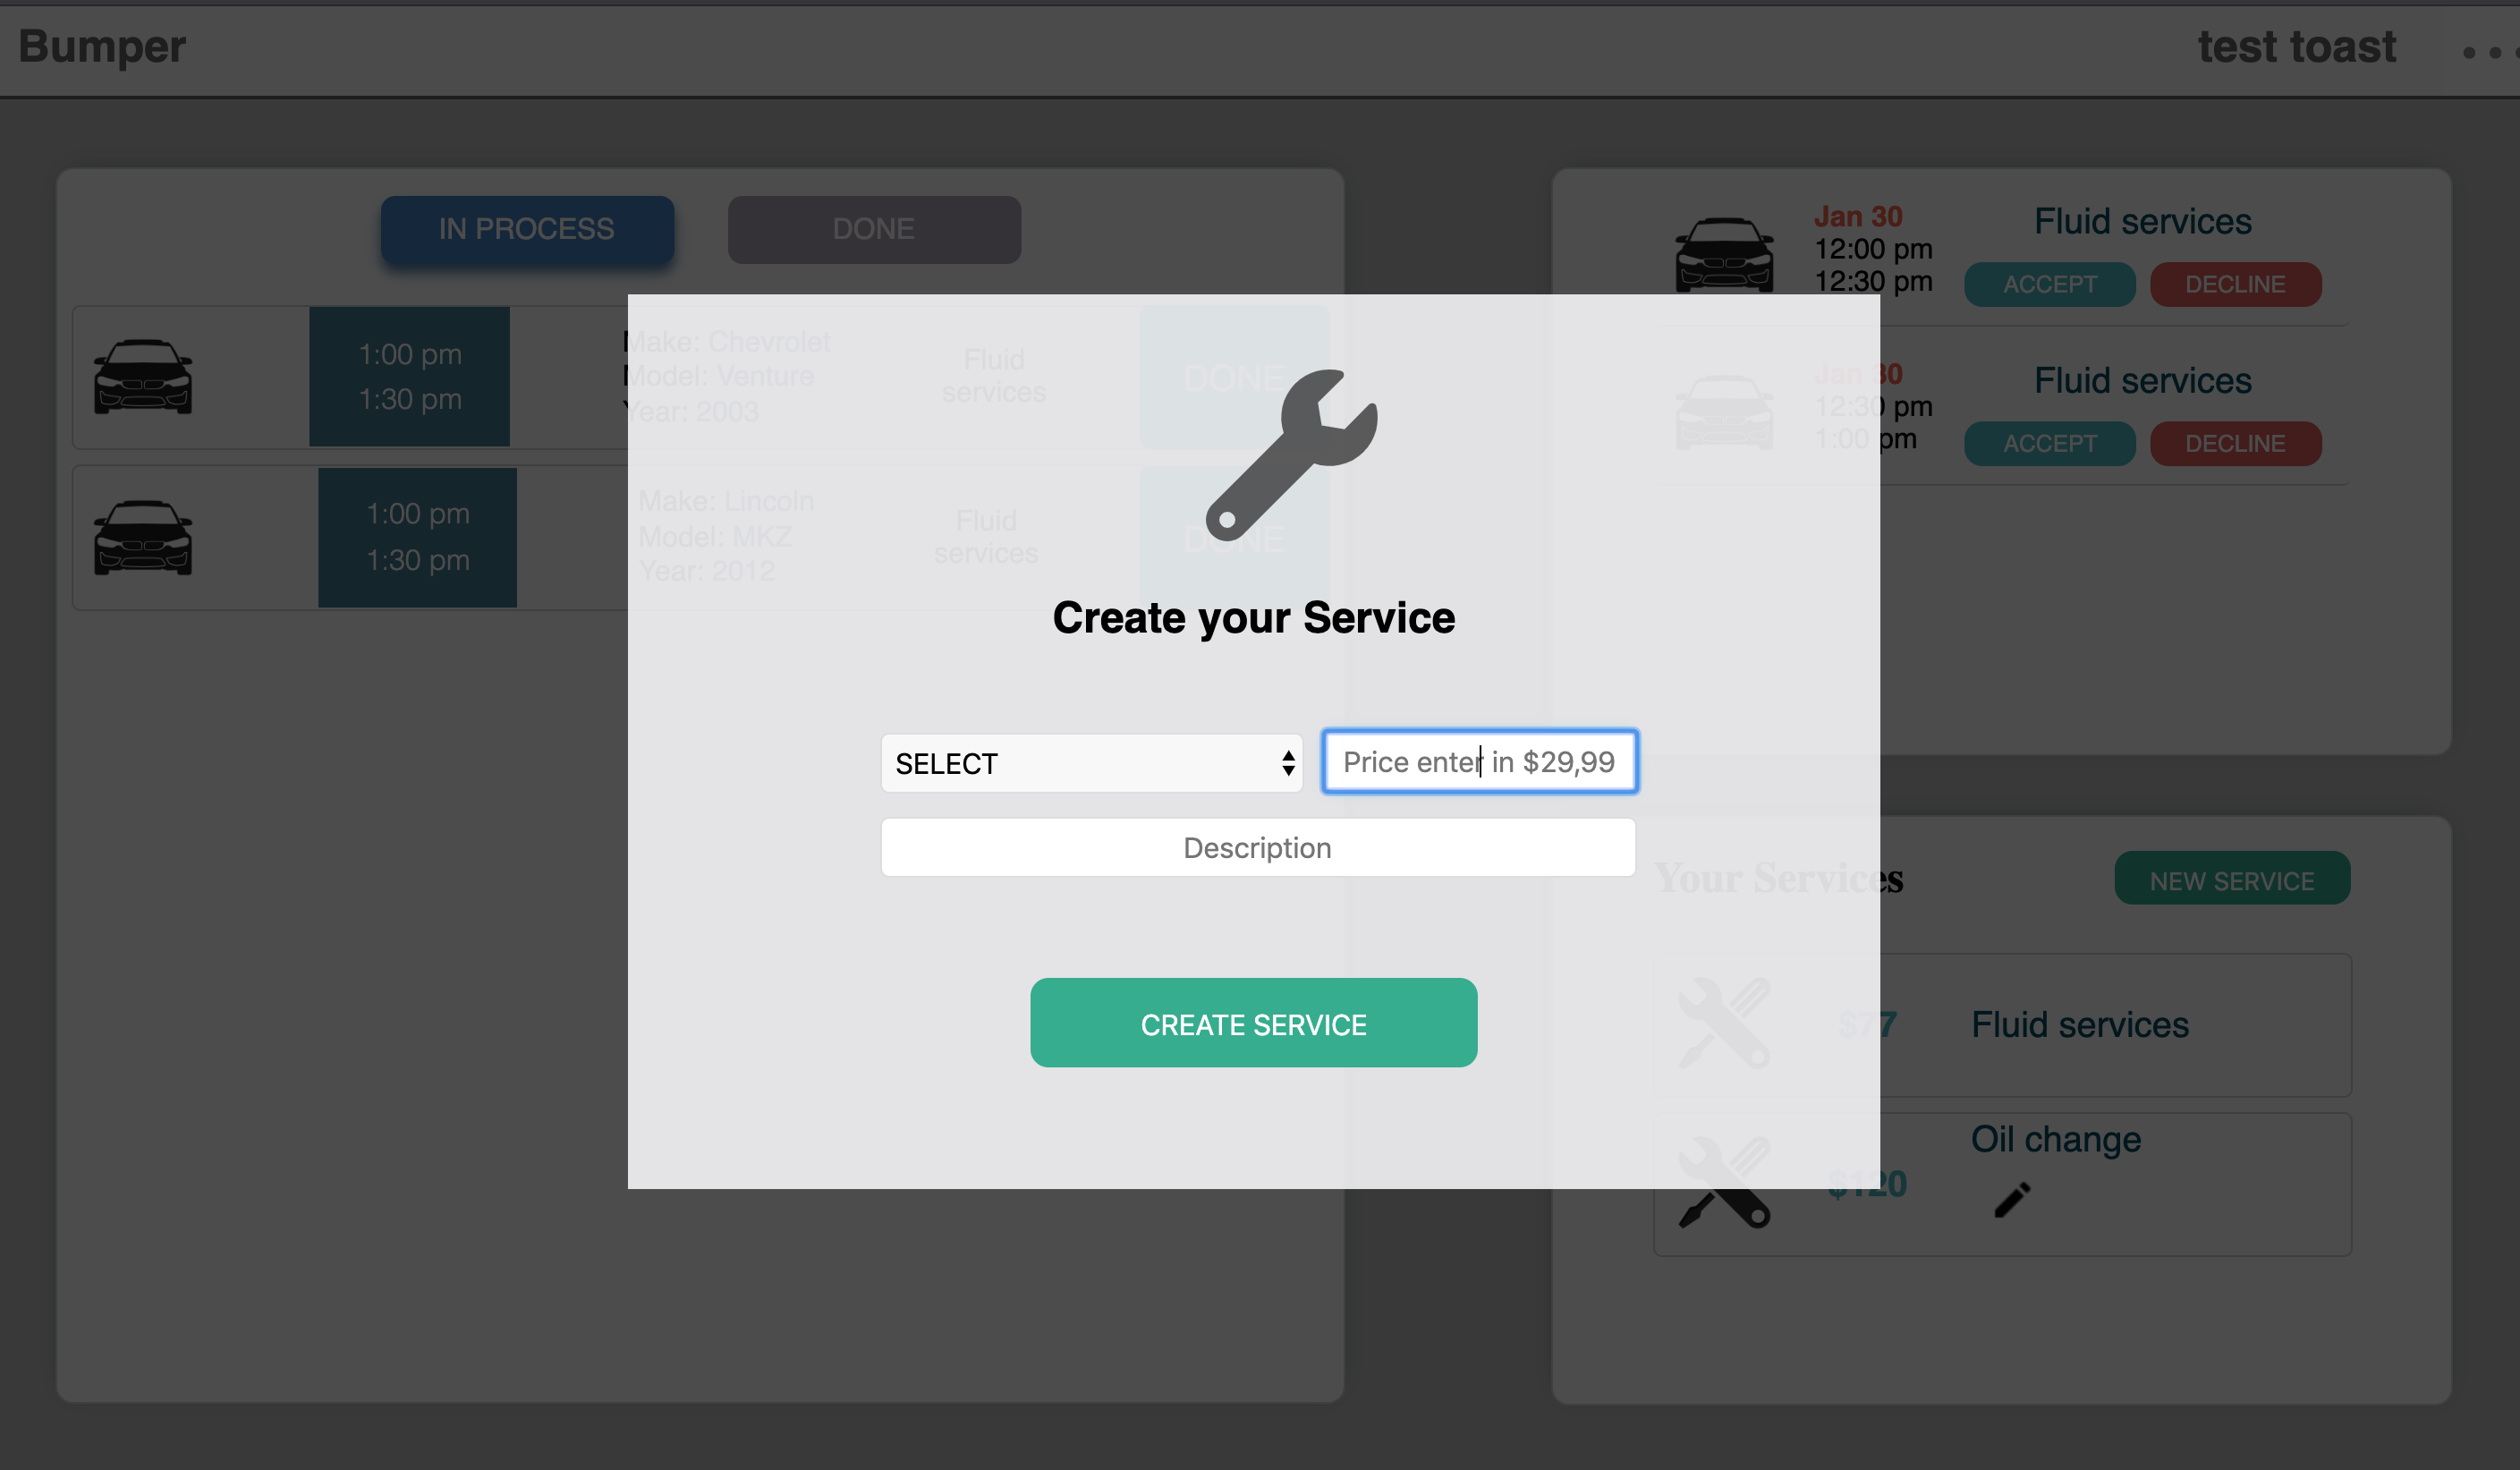 Bumper
test toast
IN PROCESS
DONE
1:00 pm
1:30 pm
Make: Chevrolet
Model: Venture
Year: 2003
Fluid
services
DONE
1:00 pm
1:30 pm
Make: Lincoln
Model: MKZ
Year: 2012
Fluid
services
DONE
Jan 30
12:00 pm
12:30 pm
Fluid services
ACCEPT
DECLINE
Jan 30
12:30 pm
1:00 pm
Fluid services
ACCEPT
DECLINE
Create your Service
SELECT
Price enter in $29,99
Description
CREATE SERVICE
Your Services
NEW SERVICE
$77
Fluid services
$120
Oil change